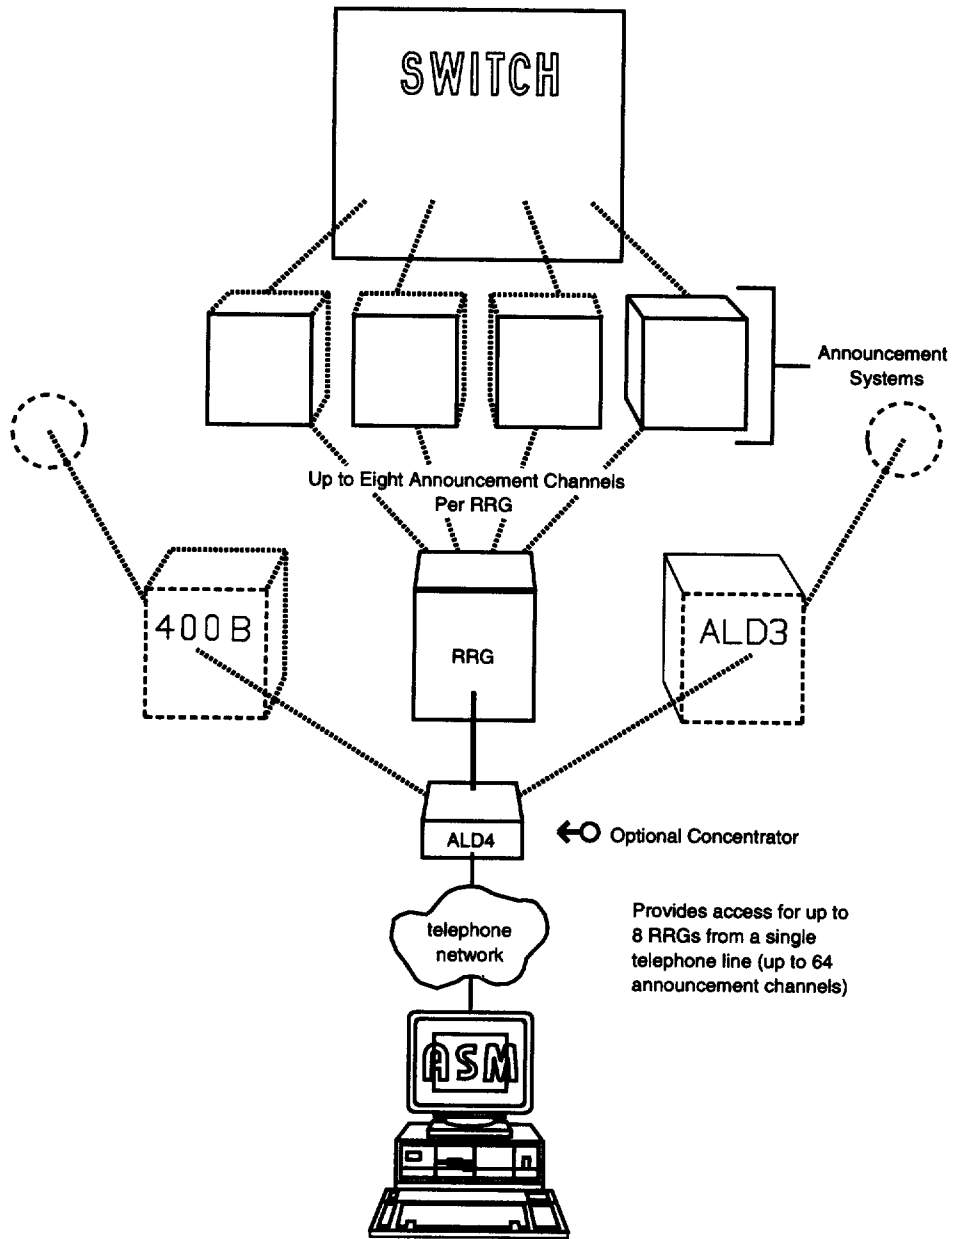 SWITCH
Announcement
Systems
Up to Eight Announcement Channels
Per RRG
400B
RRG
ALD3
ALD4
Optional Concentrator
telephone
network
Provides access for up to
8 RRGs from a single
telephone line (up to 64
announcement channels)
ASM